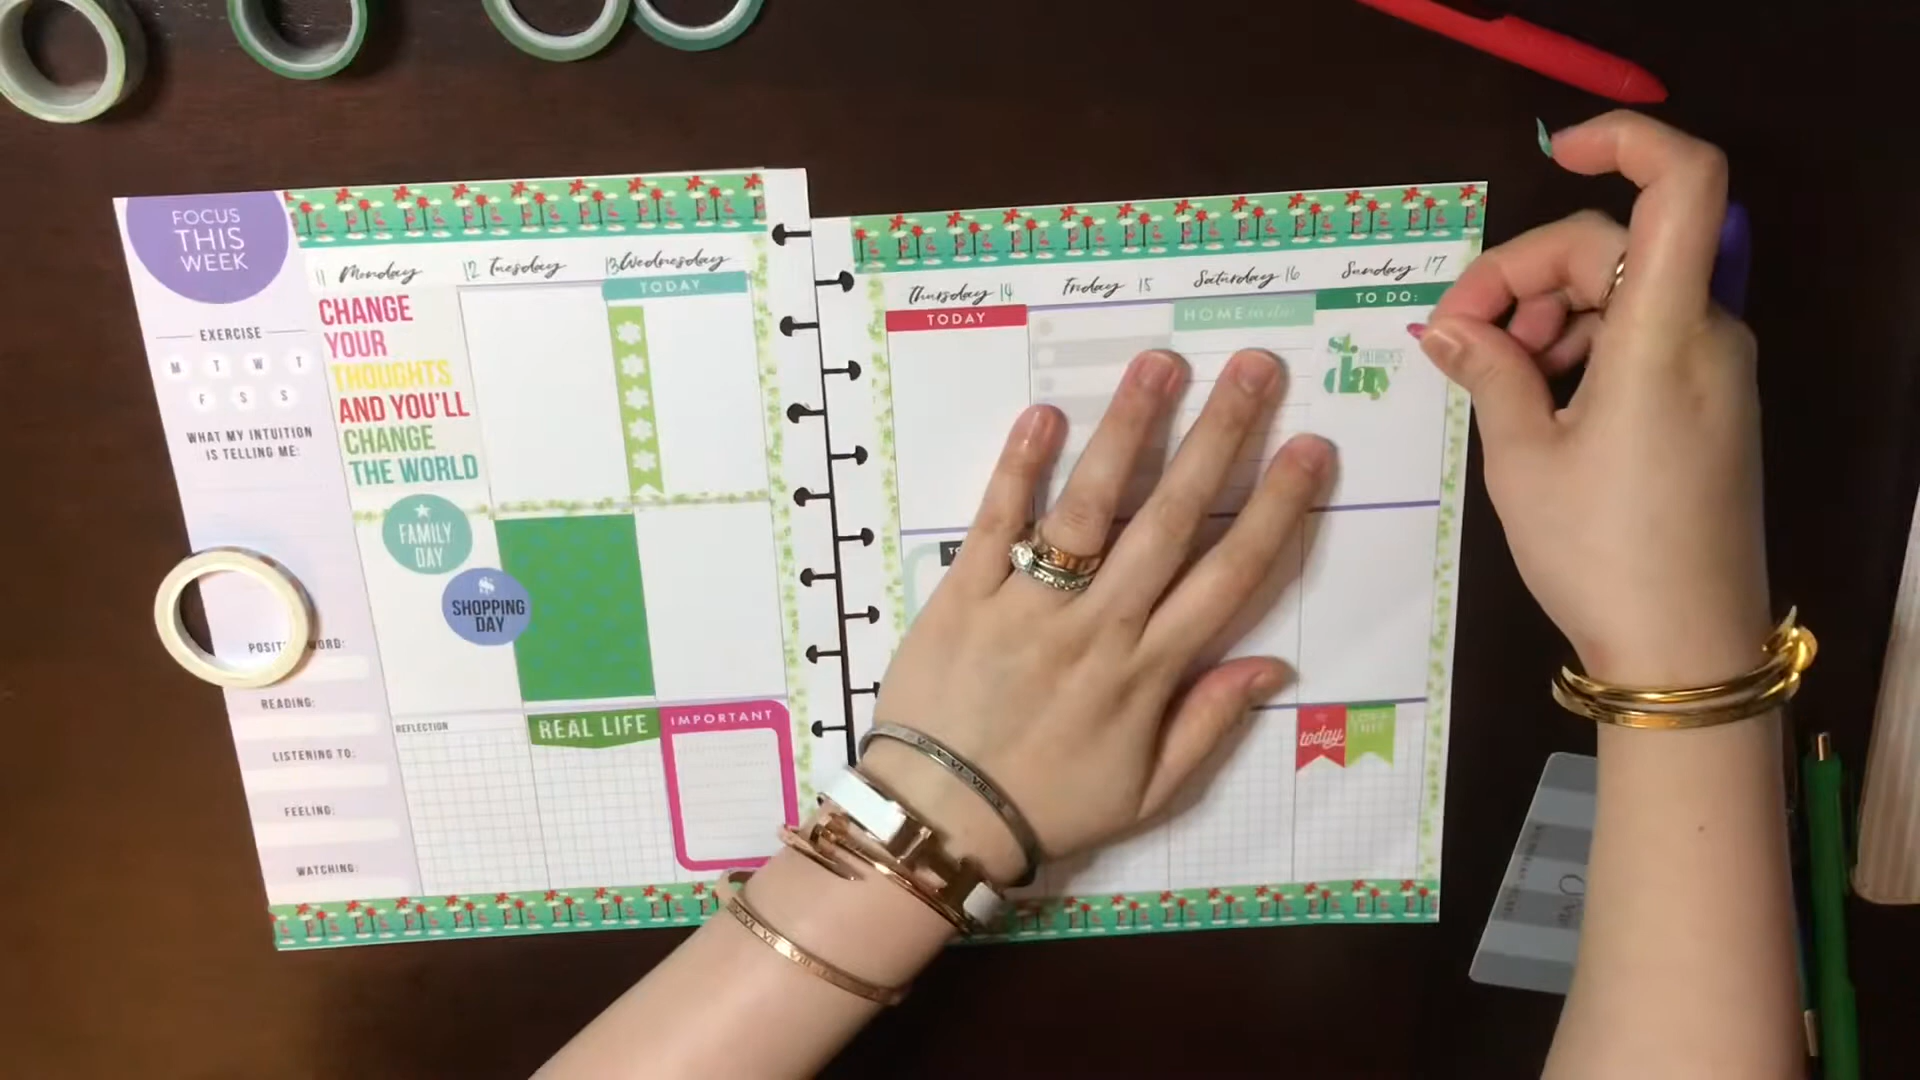 FOCUS
THIS
WEEK
EXERCISE
M T W T
F S S
WHAT MY INTUITION
IS TELLING ME:
READING:
LISTENING TO:
FEELING:
WATCHING:
11 Monday
12 Tuesday
13 Wednesday
TODAY
CHANGE
YOUR
THOUGHTS
AND YOU'LL
CHANGE
THE WORLD
FAMILY
DAY
$
SHOPPING
DAY
REFLECTION
REAL LIFE
IMPORTANT
Thursday 14
Friday 15
Saturday 16
Sunday 17
TODAY
HOME
TO DO:
st.
PATRICK'S
day
today